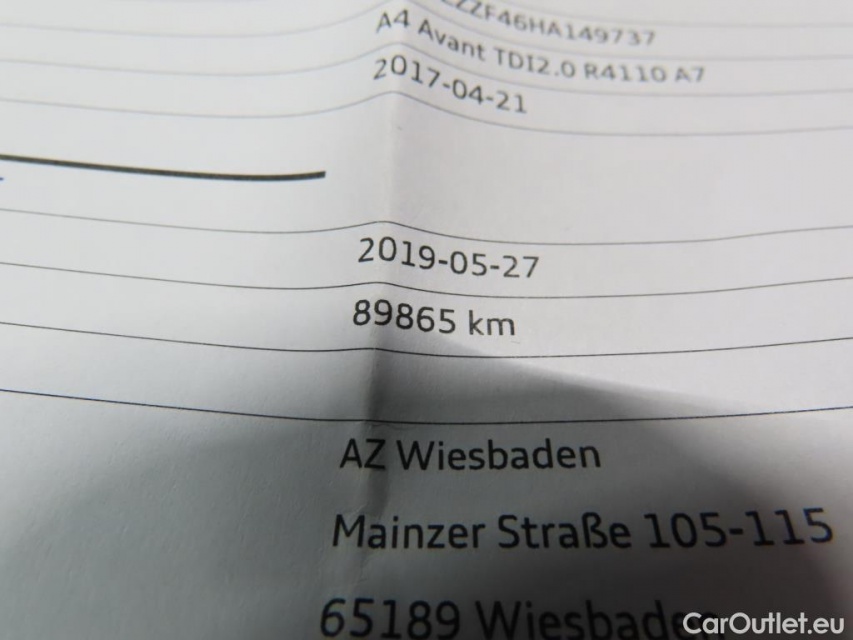 ZZZF46HA149737
A4 Avant TDI2.0 R4110 A7
2017-04-21
2019-05-27
89865 km
AZ Wiesbaden
Mainzer Straße 105-115
65189 Wiesbaden
CarOutlet.eu